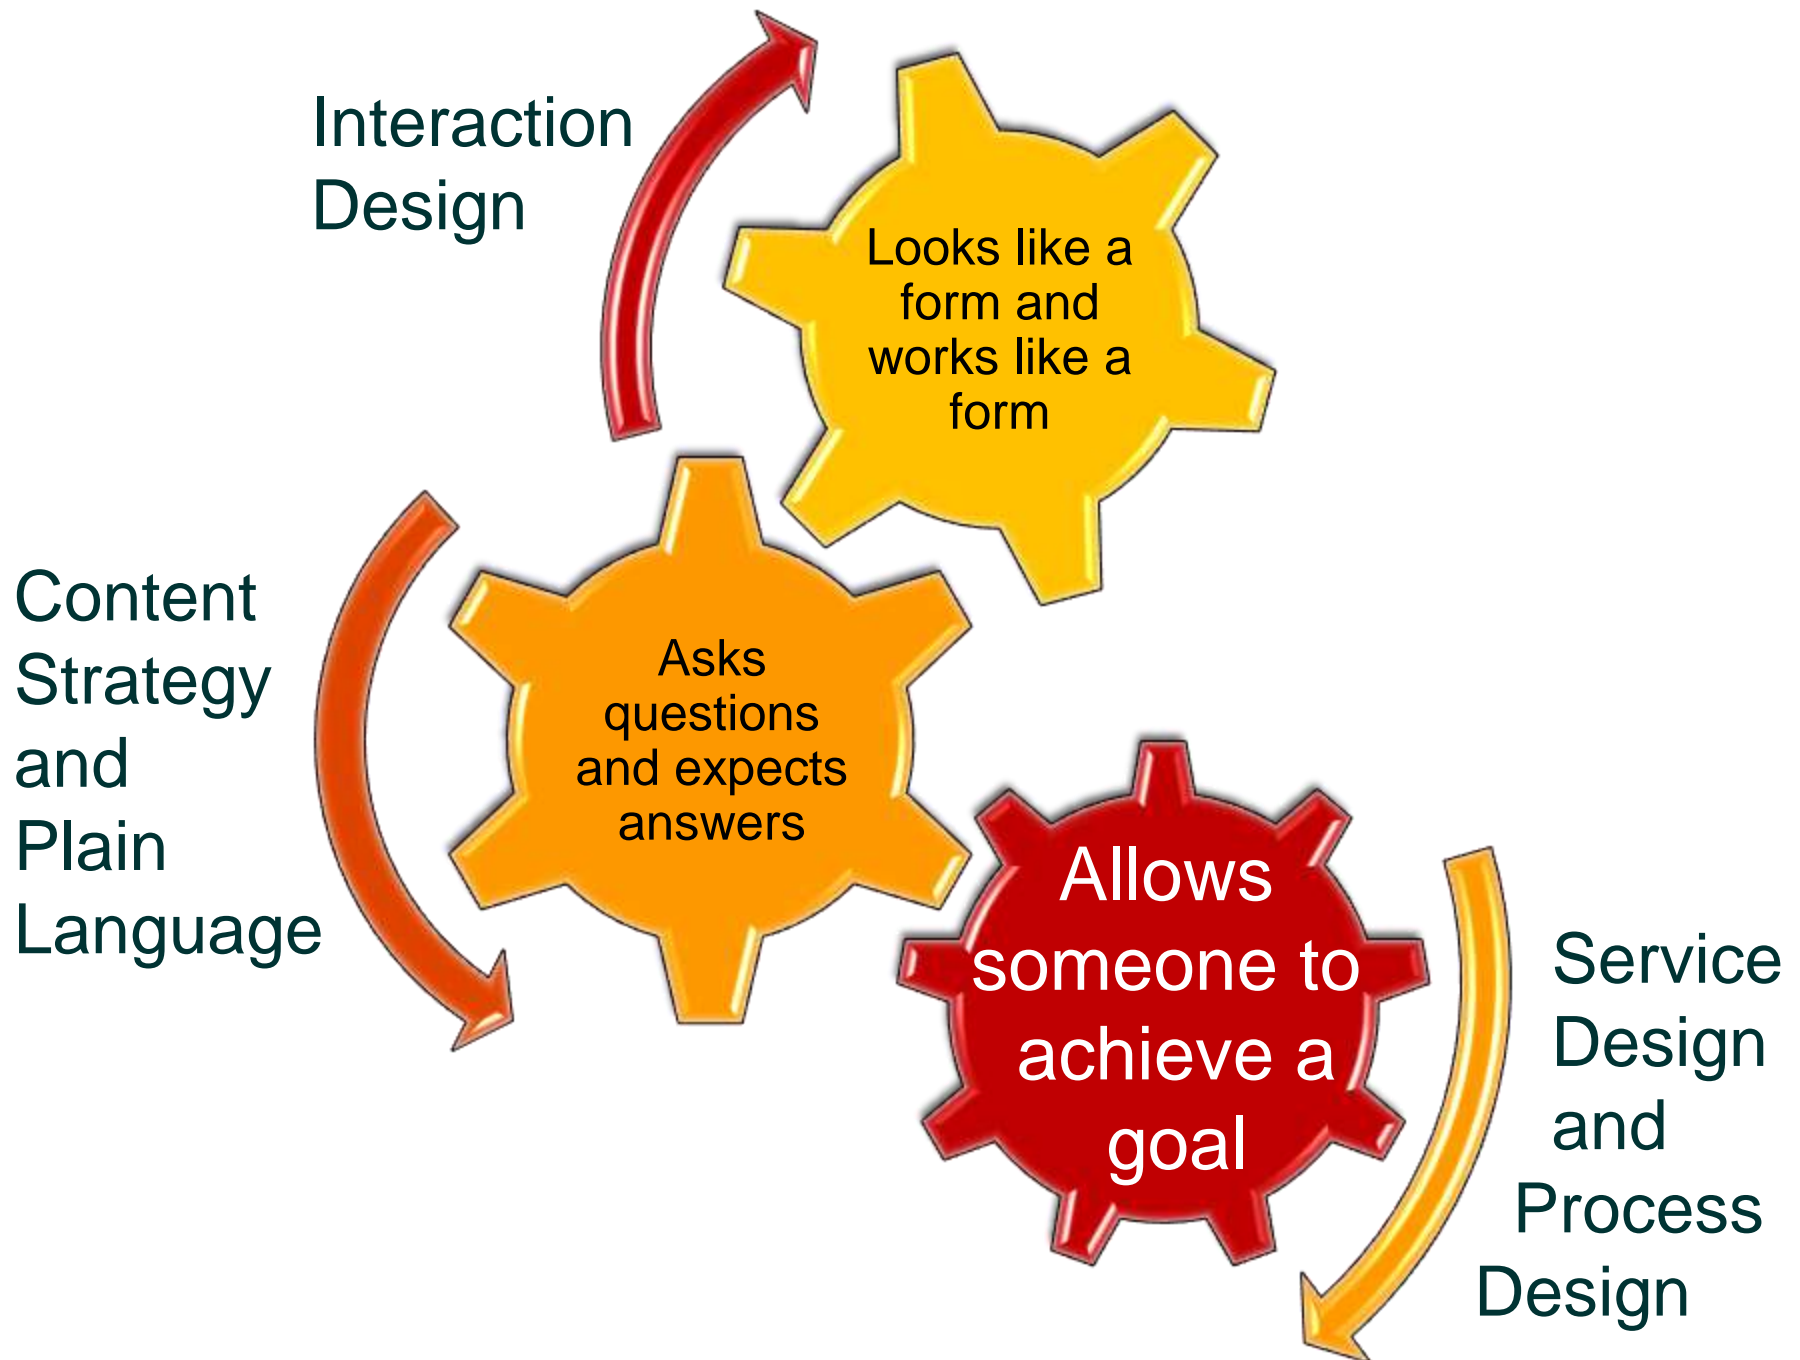 Interaction
Design
Looks like a
form and
works like a
form
Content
Strategy
and
Plain
Language
Asks
questions
and expects
answers
Allows
someone to
achieve a
goal
Service
Design
and
Process
Design